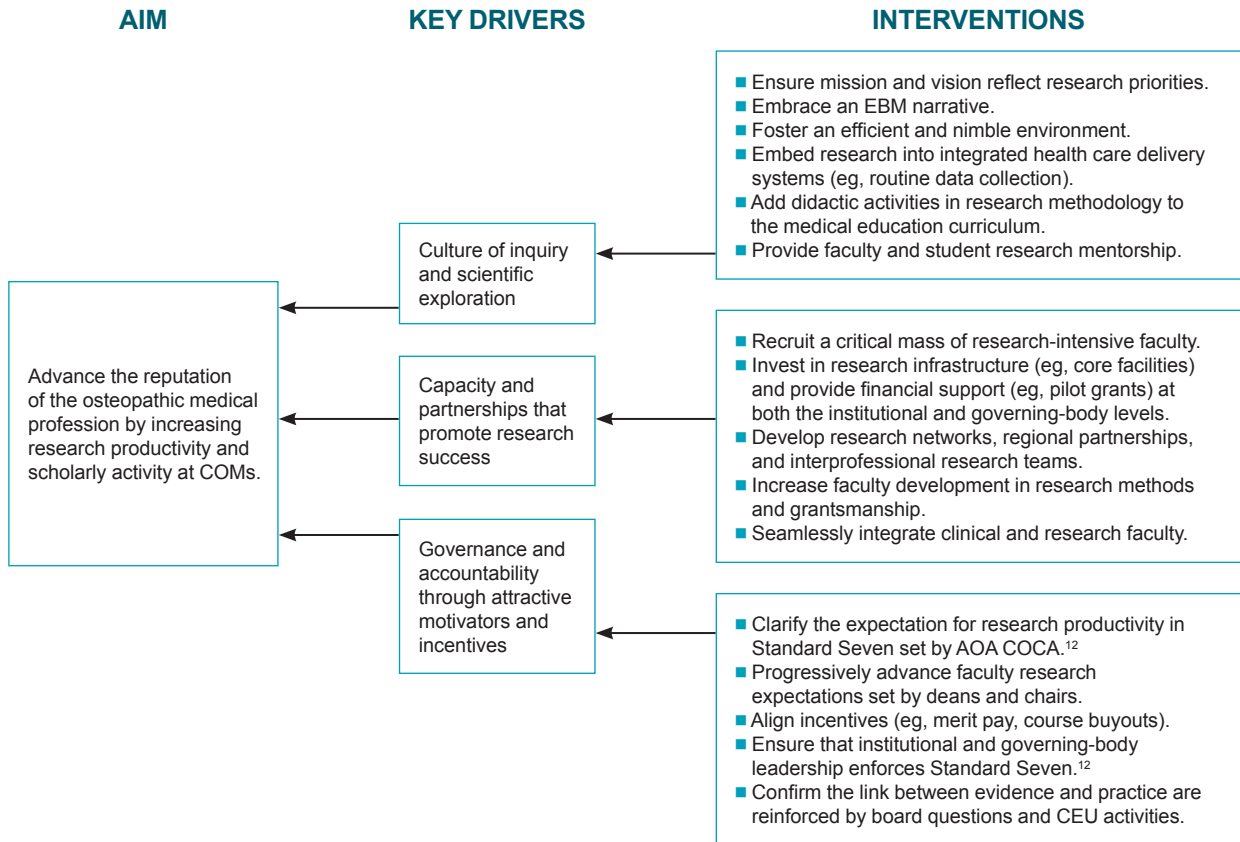 AIM
KEY DRIVERS
INTERVENTIONS
Advance the reputation
of the osteopathic medical
profession by increasing
research productivity and
scholarly activity at COMs.
Culture of inquiry
and scientific
exploration
Capacity and
partnerships that
promote research
success
Governance and
accountability
through attractive
motivators and
incentives
■ Ensure mission and vision reflect research priorities.
■ Embrace an EBM narrative.
■ Foster an efficient and nimble environment.
■ Embed research into integrated health care delivery
systems (eg, routine data collection).
■ Add didactic activities in research methodology to
the medical education curriculum.
■ Provide faculty and student research mentorship.
■ Recruit a critical mass of research-intensive faculty.
■ Invest in research infrastructure (eg, core facilities)
and provide financial support (eg, pilot grants) at
both the institutional and governing-body levels.
■ Develop research networks, regional partnerships,
and interprofessional research teams.
■ Increase faculty development in research methods
and grantsmanship.
■ Seamlessly integrate clinical and research faculty.
■ Clarify the expectation for research productivity in
Standard Seven set by AOA COCA.¹²
■ Progressively advance faculty research
expectations set by deans and chairs.
■ Align incentives (eg, merit pay, course buyouts).
■ Ensure that institutional and governing-body
leadership enforces Standard Seven.¹²
■ Confirm the link between evidence and practice are
reinforced by board questions and CEU activities.